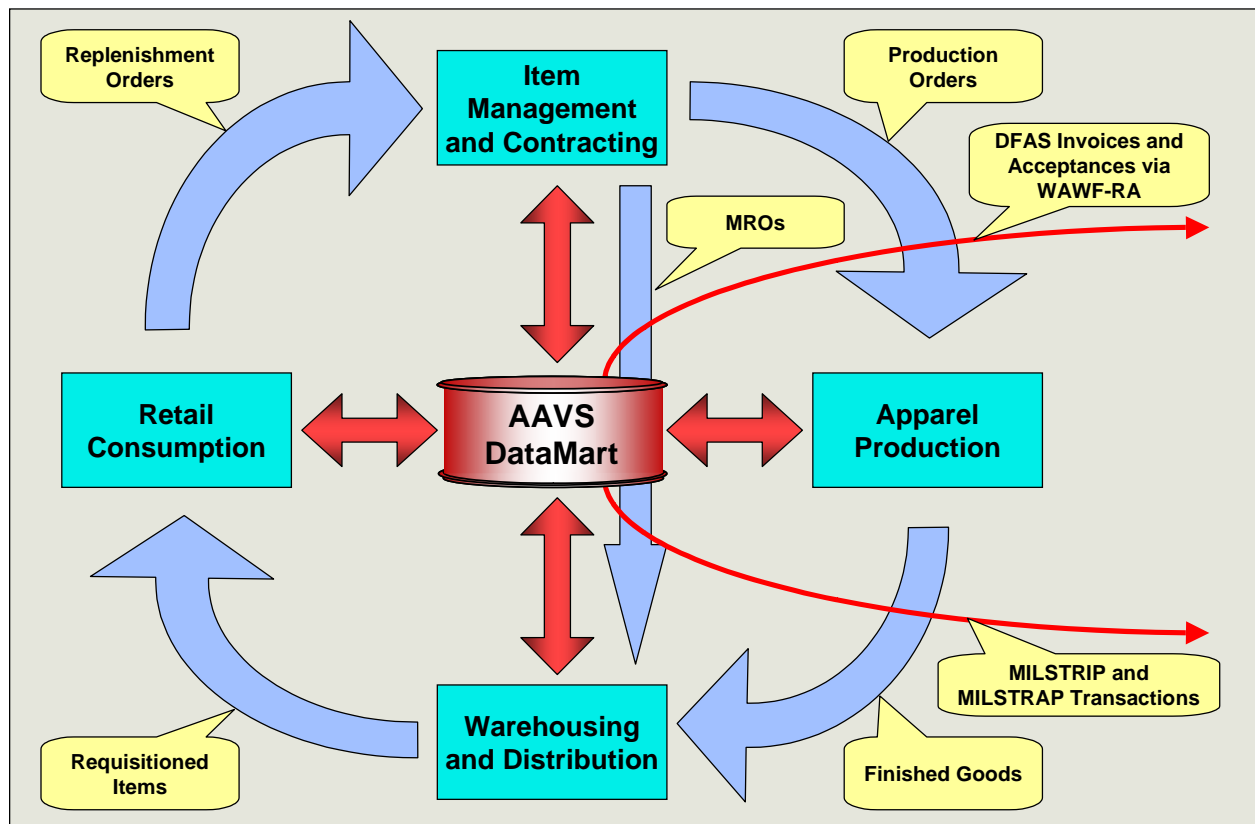 Replenishment
Orders
Item
Management
and Contracting
Production
Orders
DFAS Invoices and
Acceptances via
WAWF-RA
MROs
Retail
Consumption
AAVS
DataMart
Apparel
Production
Requisitioned
Items
Warehousing
and Distribution
MILSTRIP and
MILSTRAP Transactions
Finished Goods